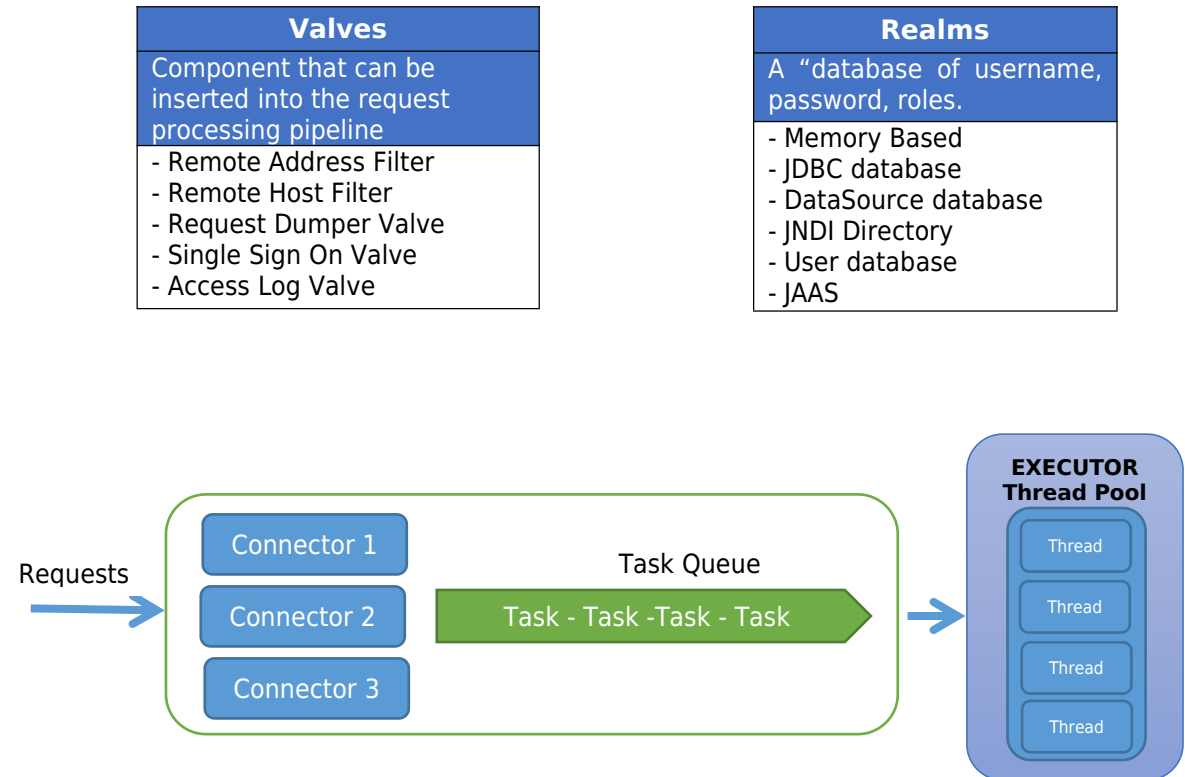 Valves
Component that can be
inserted into the request
processing pipeline
- Remote Address Filter
- Remote Host Filter
- Request Dumper Valve
- Single Sign On Valve
- Access Log Valve
Realms
A “database of username,
password, roles.
- Memory Based
- JDBC database
- DataSource database
- JNDI Directory
- User database
- JAAS
Requests
Connector 1
Connector 2
Connector 3
Task Queue
Task - Task -Task - Task
EXECUTOR
Thread Pool
Thread
Thread
Thread
Thread